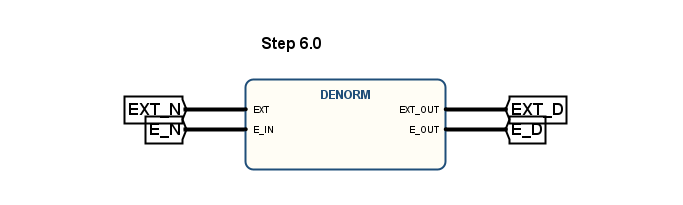 Step 6.0
DENORM
EXT_N EXT EXT_OUT EXT_D
E_N E_IN E_OUT E_D